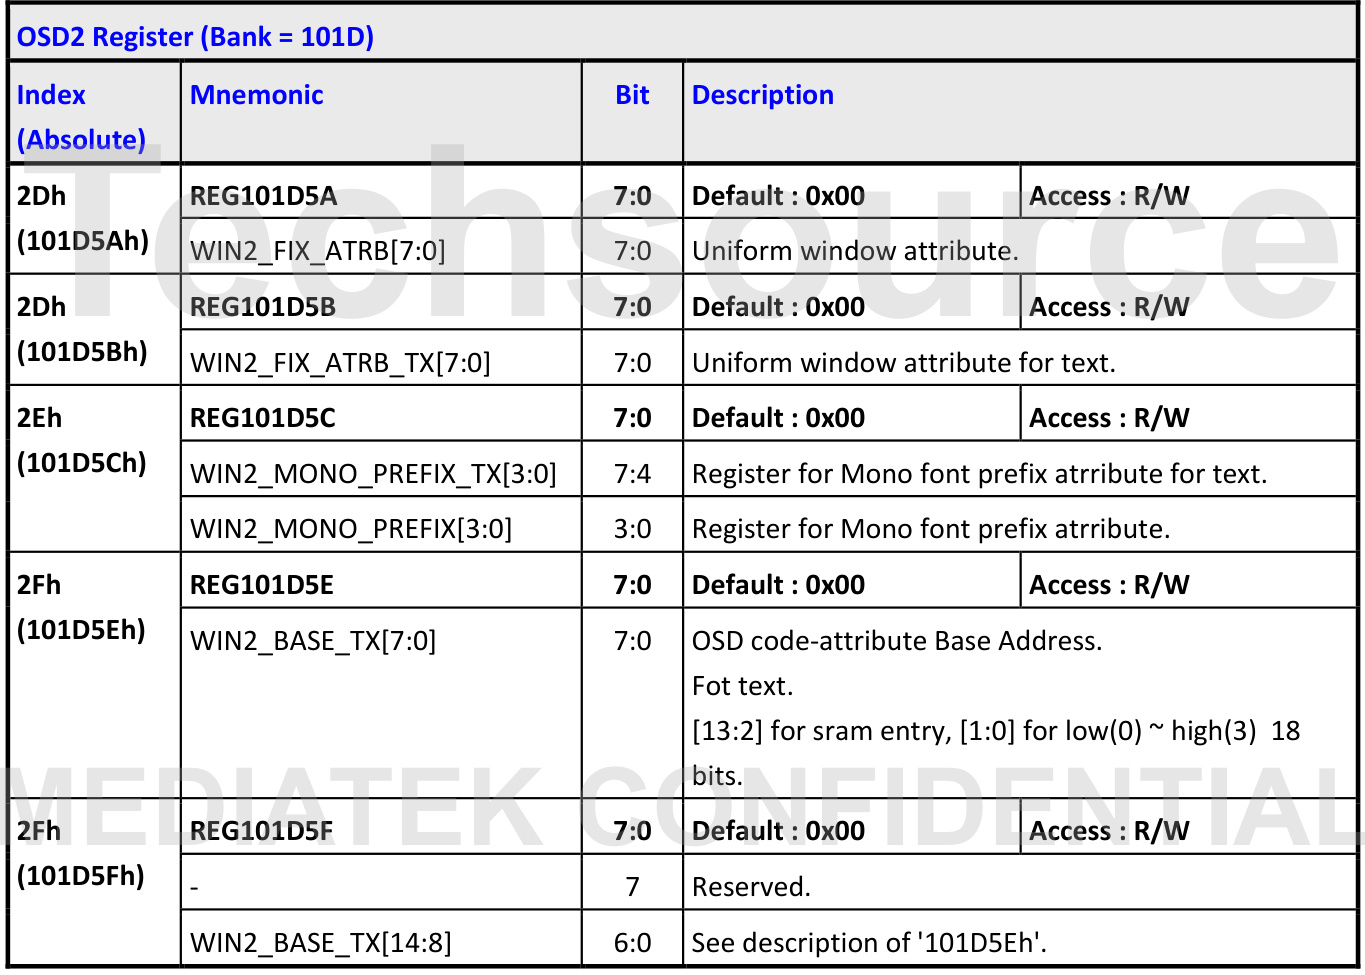 OSD2 Register (Bank = 101D)
Index
(Absolute)
Mnemonic
Bit
Description
2Dh
(101D5Ah)
REG101D5A
7:0
Default : 0x00
Access : R/W
WIN2_FIX_ATRB[7:0]
7:0
Uniform window attribute.
2Dh
(101D5Bh)
REG101D5B
7:0
Default : 0x00
Access : R/W
WIN2_FIX_ATRB_TX[7:0]
7:0
Uniform window attribute for text.
2Eh
(101D5Ch)
REG101D5C
7:0
Default : 0x00
Access : R/W
WIN2_MONO_PREFIX_TX[3:0]
7:4
Register for Mono font prefix atrribute for text.
WIN2_MONO_PREFIX[3:0]
3:0
Register for Mono font prefix atrribute.
2Fh
(101D5Eh)
REG101D5E
7:0
Default : 0x00
Access : R/W
WIN2_BASE_TX[7:0]
7:0
OSD code-attribute Base Address.
Fot text.
[13:2] for sram entry, [1:0] for low(0) ~ high(3)  18
bits.
2Fh
(101D5Fh)
REG101D5F
7:0
Default : 0x00
Access : R/W
-
7
Reserved.
WIN2_BASE_TX[14:8]
6:0
See description of '101D5Eh'.
Techsource
MEDIATEK CONFIDENTIAL